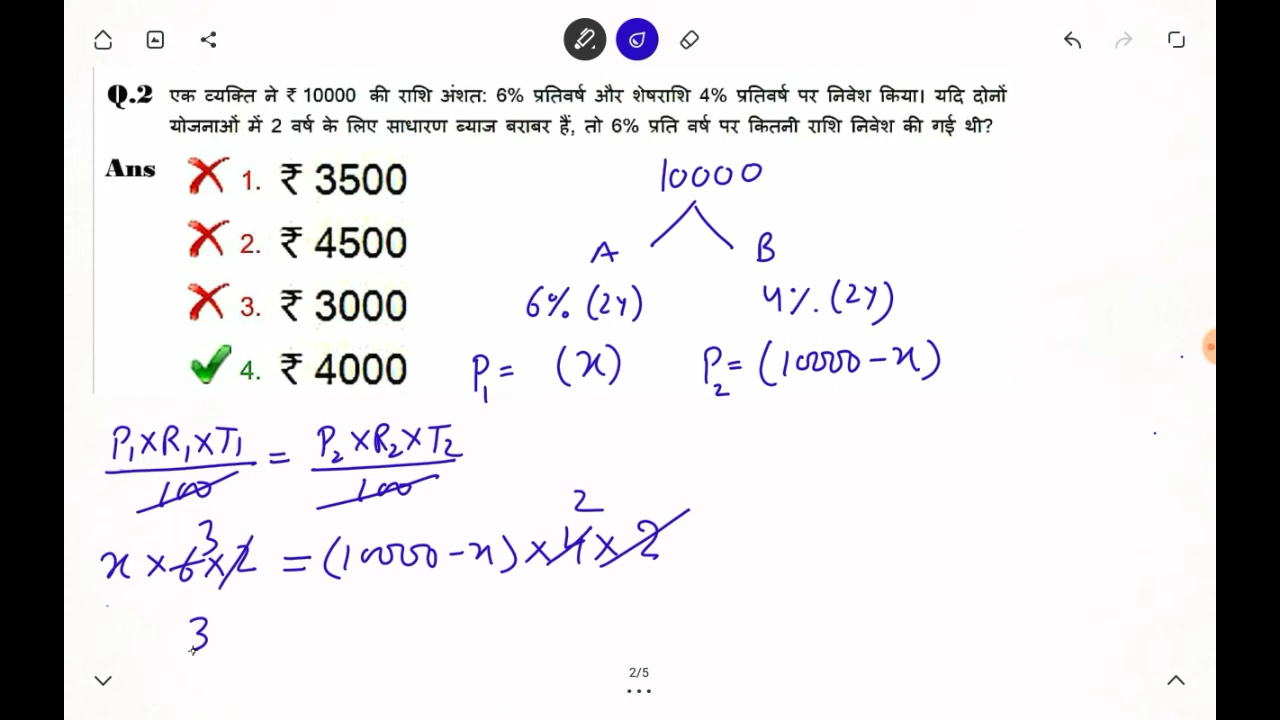 Q.2 एक व्यक्ति ने ₹ 10000 की राशि अंशत: 6% प्रतिवर्ष और शेषराशि 4% प्रतिवर्ष पर निवेश किया। यदि दोनों
योजनाओं में 2 वर्ष के लिए साधारण ब्याज बराबर हैं, तो 6% प्रति वर्ष पर कितनी राशि निवेश की गई थी?
Ans
1. ₹ 3500
2. ₹ 4500
3. ₹ 3000
4. ₹ 4000
10000
A B
6% (2Y) 4%. (2Y)
P1 = (x) P2 = (10000 - x)
P1 x R1 x T1 = P2 x R2 x T2
100 100
3 2
x x 6 x 2 = (10000 - x) x 4 x 2
3
2/5